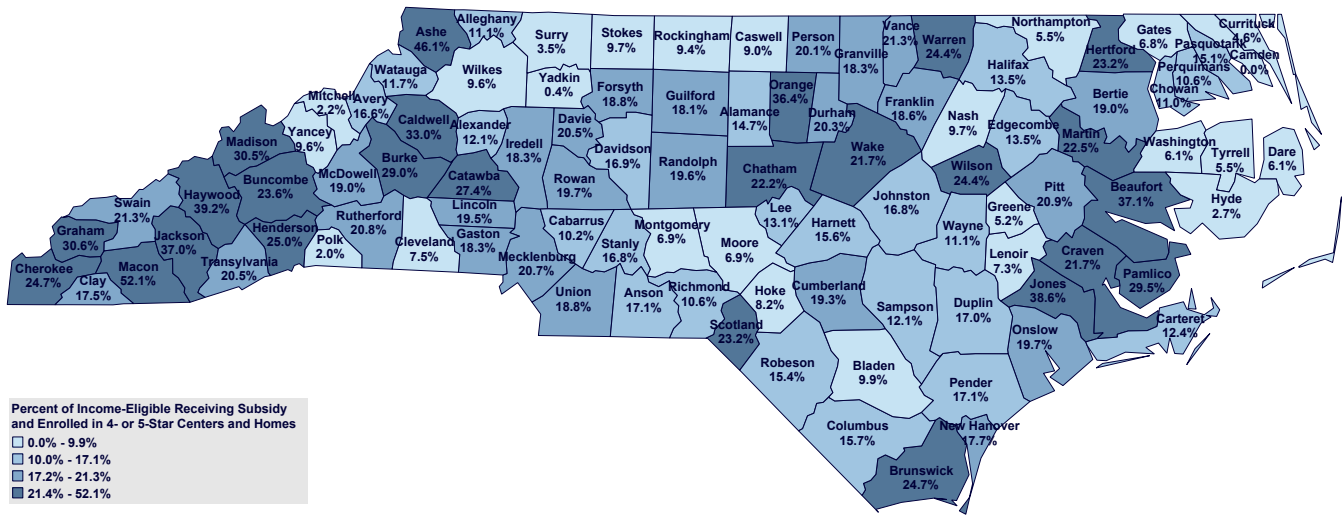 Ashe
46.1%
Alleghany
11.1%
Surry
3.5%
Stokes
9.7%
Rockingham
9.4%
Caswell
9.0%
Person
20.1%
Granville
18.3%
Vance
21.3%
Warren
24.4%
Northampton
5.5%
Hertford
23.2%
Gates
6.8%
Currituck
4.6%
Pasquotank
15.1%
Camden
0.0%
Perquimans
10.6%
Chowan
11.0%
Halifax
13.5%
Bertie
19.0%
Watauga
11.7%
Wilkes
9.6%
Yadkin
0.4%
Forsyth
18.8%
Guilford
18.1%
Alamance
14.7%
Orange
36.4%
Durham
20.3%
Franklin
18.6%
Nash
9.7%
Edgecombe
13.5%
Martin
22.5%
Washington
6.1%
Tyrrell
5.5%
Dare
6.1%
Mitchell
2.2%
Avery
16.6%
Caldwell
33.0%
Alexander
12.1%
Iredell
18.3%
Davie
20.5%
Davidson
16.9%
Randolph
19.6%
Chatham
22.2%
Wake
21.7%
Wilson
24.4%
Pitt
20.9%
Beaufort
37.1%
Hyde
2.7%
Madison
30.5%
Yancey
9.6%
Burke
29.0%
McDowell
19.0%
Catawba
27.4%
Rowan
19.7%
Buncombe
23.6%
Haywood
39.2%
Swain
21.3%
Graham
30.6%
Jackson
37.0%
Henderson
25.0%
Rutherford
20.8%
Polk
2.0%
Cleveland
7.5%
Lincoln
19.5%
Gaston
18.3%
Mecklenburg
20.7%
Cabarrus
10.2%
Stanly
16.8%
Montgomery
6.9%
Moore
6.9%
Lee
13.1%
Harnett
15.6%
Johnston
16.8%
Wayne
11.1%
Greene
5.2%
Lenoir
7.3%
Craven
21.7%
Pamlico
29.5%
Cherokee
24.7%
Clay
17.5%
Macon
52.1%
Transylvania
20.5%
Union
18.8%
Anson
17.1%
Richmond
10.6%
Scotland
23.2%
Hoke
8.2%
Cumberland
19.3%
Sampson
12.1%
Duplin
17.0%
Jones
38.6%
Onslow
19.7%
Carteret
12.4%
Robeson
15.4%
Bladen
9.9%
Pender
17.1%
Columbus
15.7%
New Hanover
17.7%
Brunswick
24.7%
Percent of Income-Eligible Receiving Subsidy
and Enrolled in 4- or 5-Star Centers and Homes
0.0% - 9.9%
10.0% - 17.1%
17.2% - 21.3%
21.4% - 52.1%